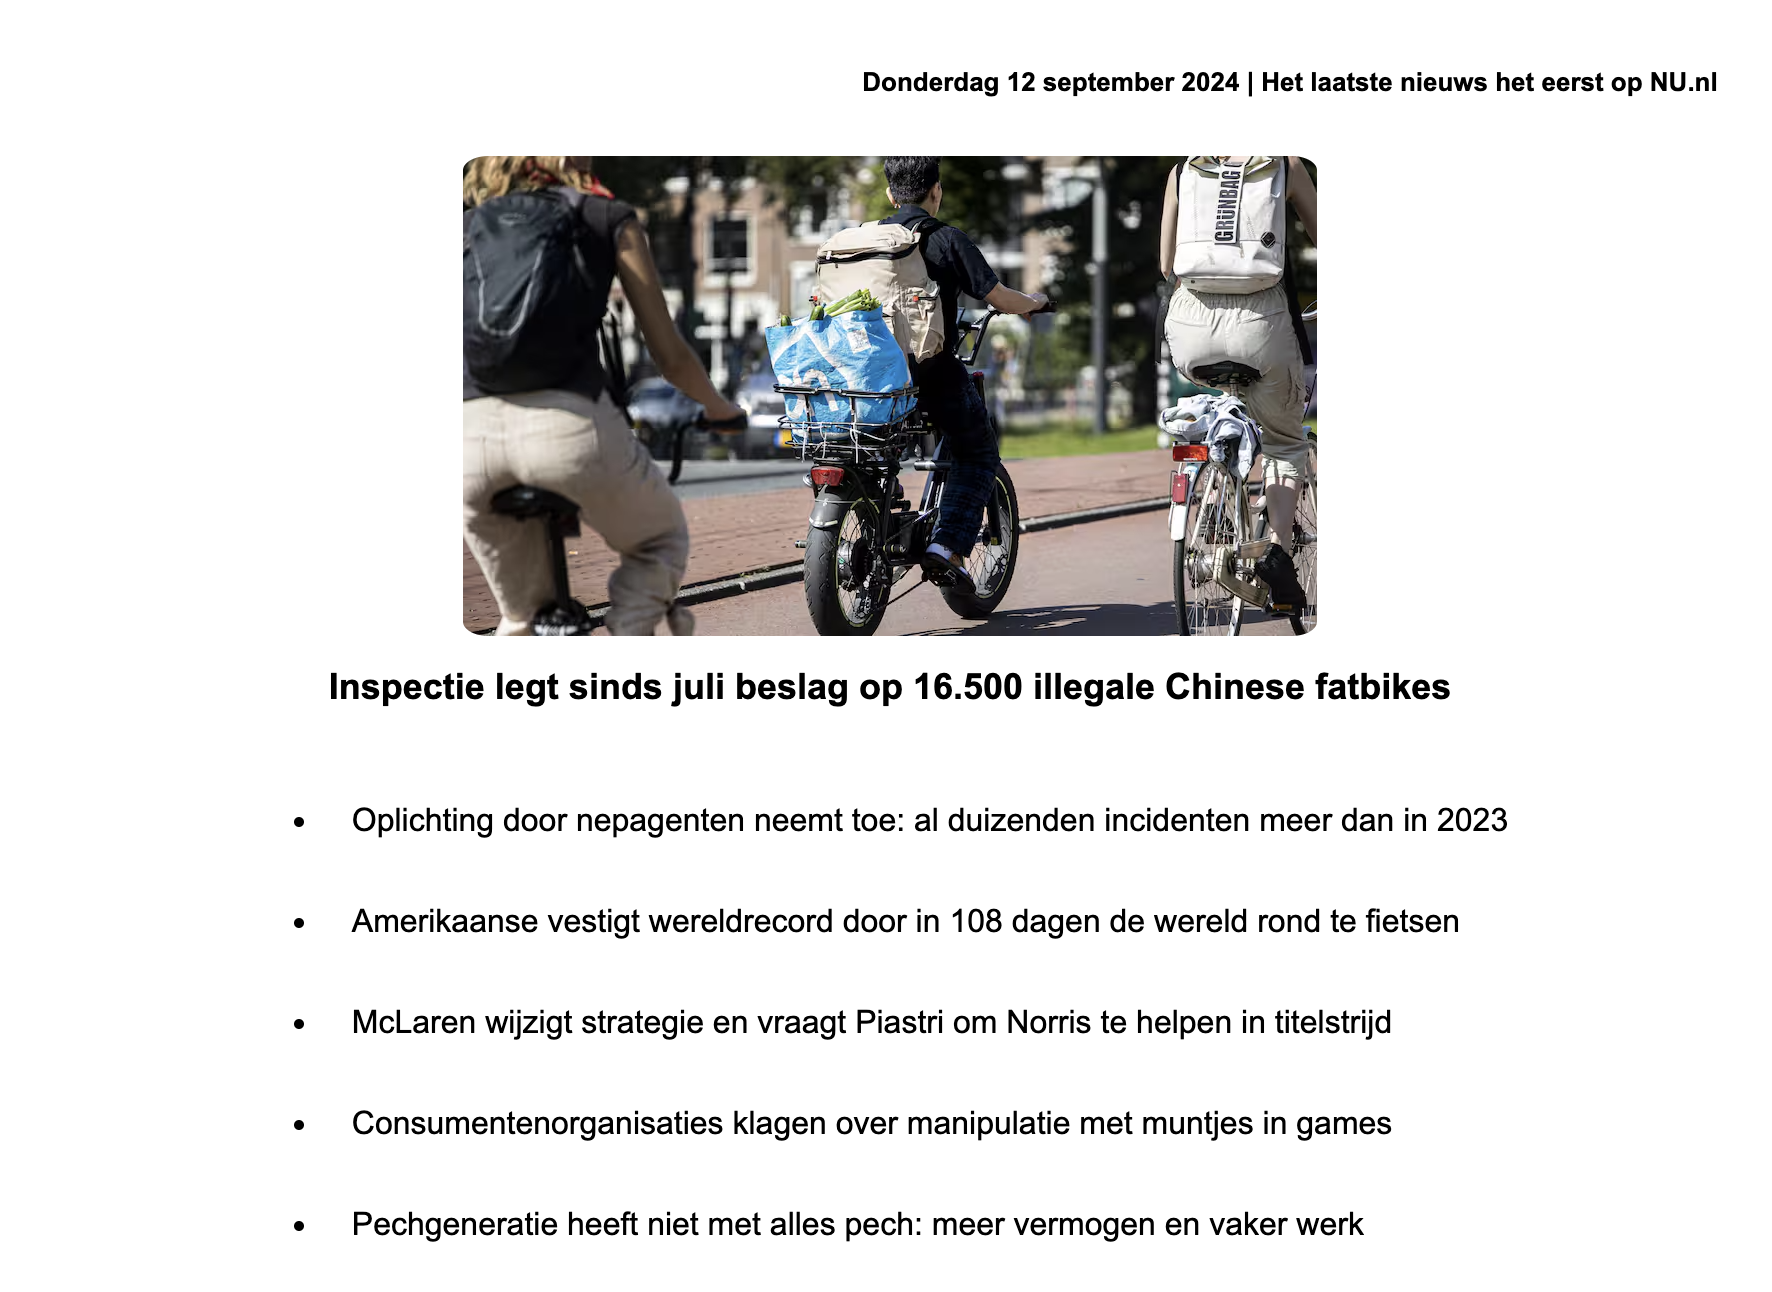 Donderdag 12 september 2024 | Het laatste nieuws het eerst op NU.nl
GRÜNBAG
Inspectie legt sinds juli beslag op 16.500 illegale Chinese fatbikes
• Oplichting door nepagenten neemt toe: al duizenden incidenten meer dan in 2023
• Amerikaanse vestigt wereldrecord door in 108 dagen de wereld rond te fietsen
• McLaren wijzigt strategie en vraagt Piastri om Norris te helpen in titelstrijd
• Consumentenorganisaties klagen over manipulatie met muntjes in games
• Pechgeneratie heeft niet met alles pech: meer vermogen en vaker werk